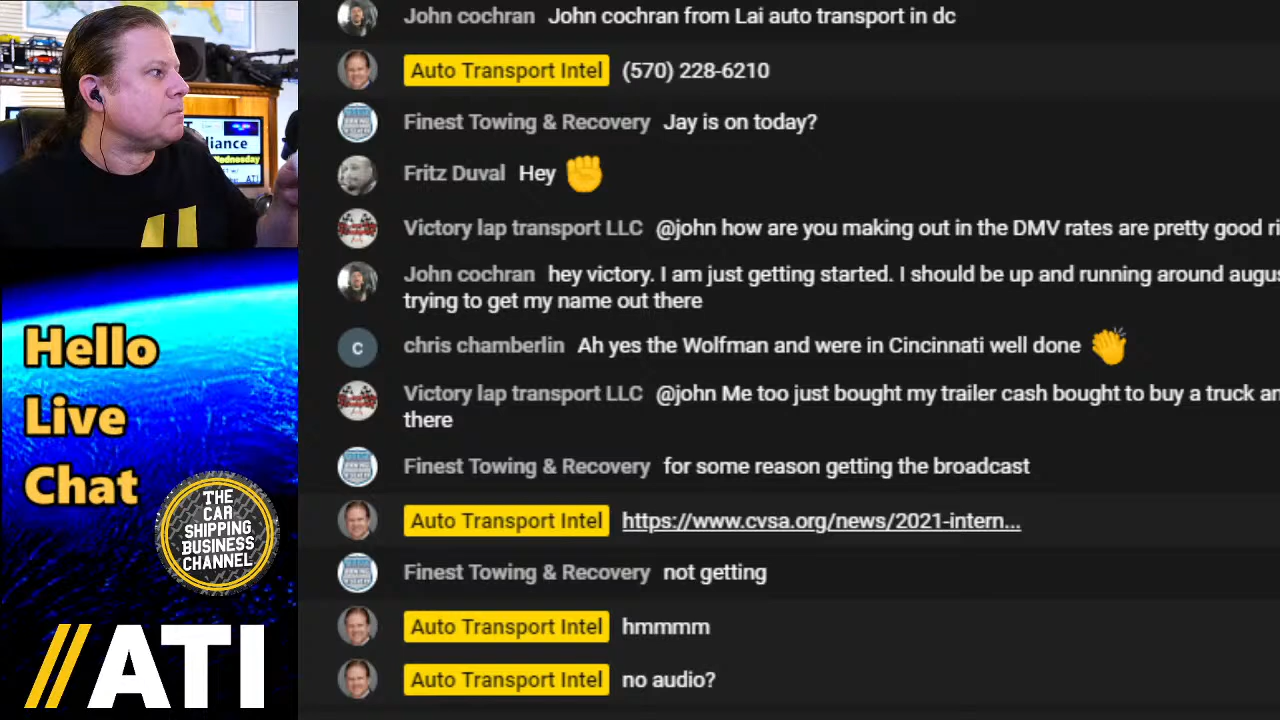 John cochran John cochran from Lai auto transport in dc
Auto Transport Intel (570) 228-6210
Finest Towing & Recovery Jay is on today?
Fritz Duval Hey ✊
Victory lap transport LLC @john how are you making out in the DMV rates are pretty good
John cochran hey victory. I am just getting started. I should be up and running around
trying to get my name out there
chris chamberlin Ah yes the Wolfman and were in Cincinnati well done 👏
Victory lap transport LLC @john Me too just bought my trailer cash bought to buy a truck
there
Finest Towing & Recovery for some reason getting the broadcast
Auto Transport Intel https://www.cvsa.org/news/2021-intern...
Finest Towing & Recovery not getting
Auto Transport Intel hmmmm
Auto Transport Intel no audio?
Hello
Live
Chat
THE
CAR
SHIPPING
BUSINESS
CHANNEL
//ATI
liance
ATI